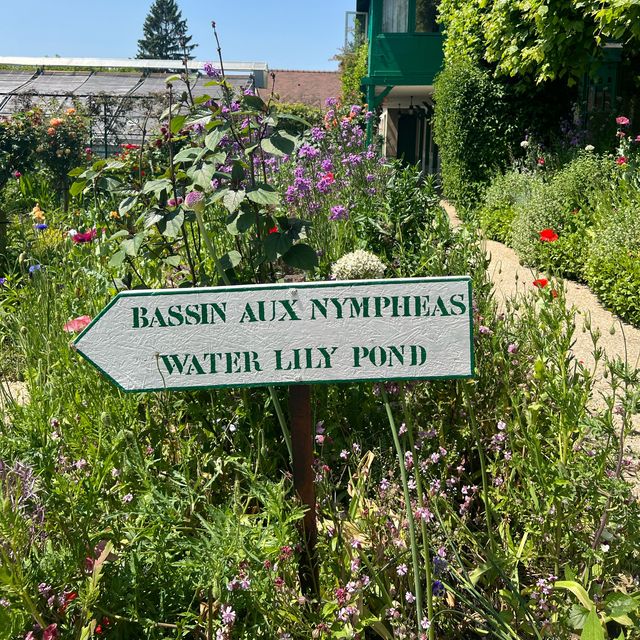 BASSIN AUX NYMPHEAS
WATER LILY POND